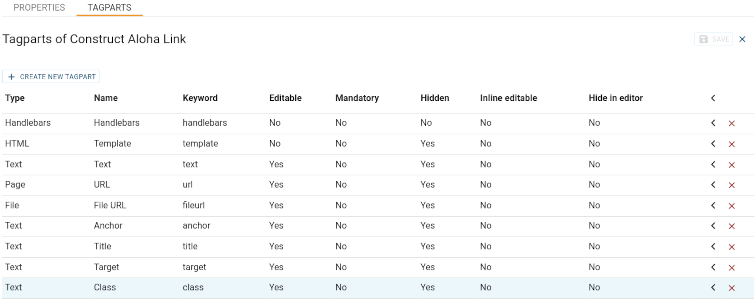 PROPERTIES TAGPARTS
Tagparts of Construct Aloha Link SAVE
CREATE NEW TAGPART
Type Name Keyword Editable Mandatory Hidden Inline editable Hide in editor
Handlebars Handlebars handlebars No No No No No
HTML Template template No No Yes No No
Text Text text Yes No Yes No No
Page URL url Yes No Yes No No
File File URL fileurl Yes No Yes No No
Text Anchor anchor Yes No Yes No No
Text Title title Yes No Yes No No
Text Target target Yes No Yes No No
Text Class class Yes No Yes No No